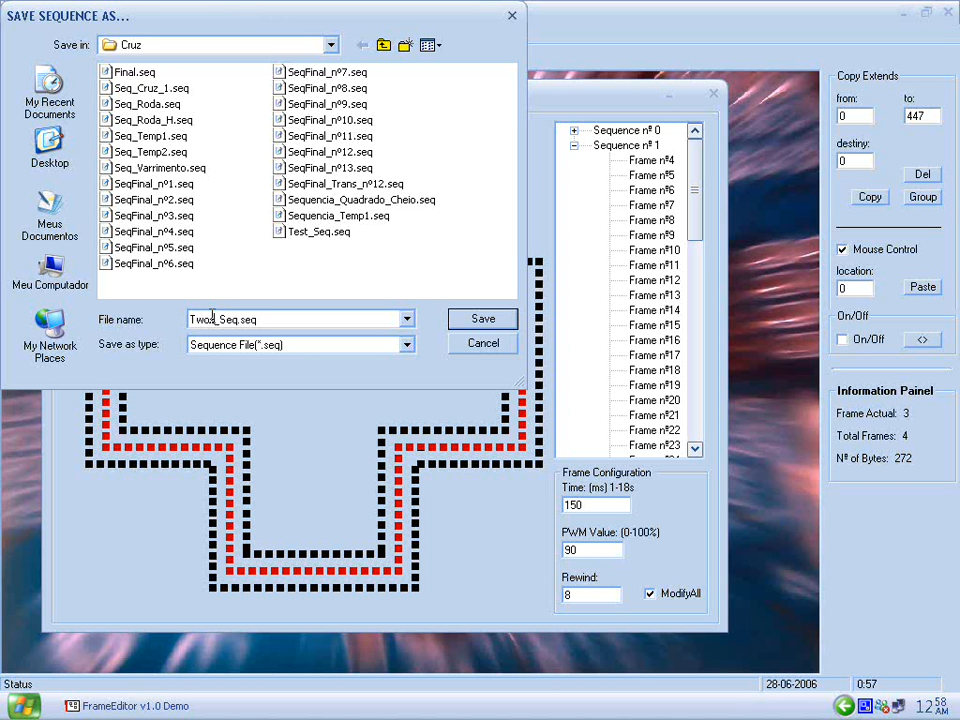 SAVE SEQUENCE AS...
Save in:
Cruz
My Recent
Documents
Desktop
Meus
Documentos
Meu Computador
My Network
Places
Final.seq
Seq_Cruz_1.seq
Seq_Roda.seq
Seq_Roda_H.seq
Seq_Temp1.seq
Seq_Temp2.seq
Seq_Varrimento.seq
SeqFinal_nº1.seq
SeqFinal_nº2.seq
SeqFinal_nº3.seq
SeqFinal_nº4.seq
SeqFinal_nº5.seq
SeqFinal_nº6.seq
SeqFinal_nº7.seq
SeqFinal_nº8.seq
SeqFinal_nº9.seq
SeqFinal_nº10.seq
SeqFinal_nº11.seq
SeqFinal_nº12.seq
SeqFinal_nº13.seq
SeqFinal_Trans_nº12.seq
Sequencia_Quadrado_Cheio.seq
Sequencia_Temp1.seq
Test_Seq.seq
File name:
Save
Save as type:
Sequence File(*.seq)
Cancel
Sequence nº 0
Sequence nº 1
Frame nº4
Frame nº5
Frame nº6
Frame nº7
Frame nº8
Frame nº9
Frame nº10
Frame nº11
Frame nº12
Frame nº13
Frame nº14
Frame nº15
Frame nº16
Frame nº17
Frame nº18
Frame nº19
Frame nº20
Frame nº21
Frame nº22
Frame nº23
Frame Configuration
Time: (ms) 1-18s
150
PWM Value: (0-100%)
90
Rewind:
8
ModifyAll
Copy Extends
from:
to:
0
447
destiny:
0
Del
Copy
Group
Mouse Control
location:
0
Paste
On/Off
On/Off
<>
Information Painel
Frame Actual: 3
Total Frames: 4
Nº of Bytes: 272
Status
28-06-2006
0:57
FrameEditor v1.0 Demo
12:58
AM